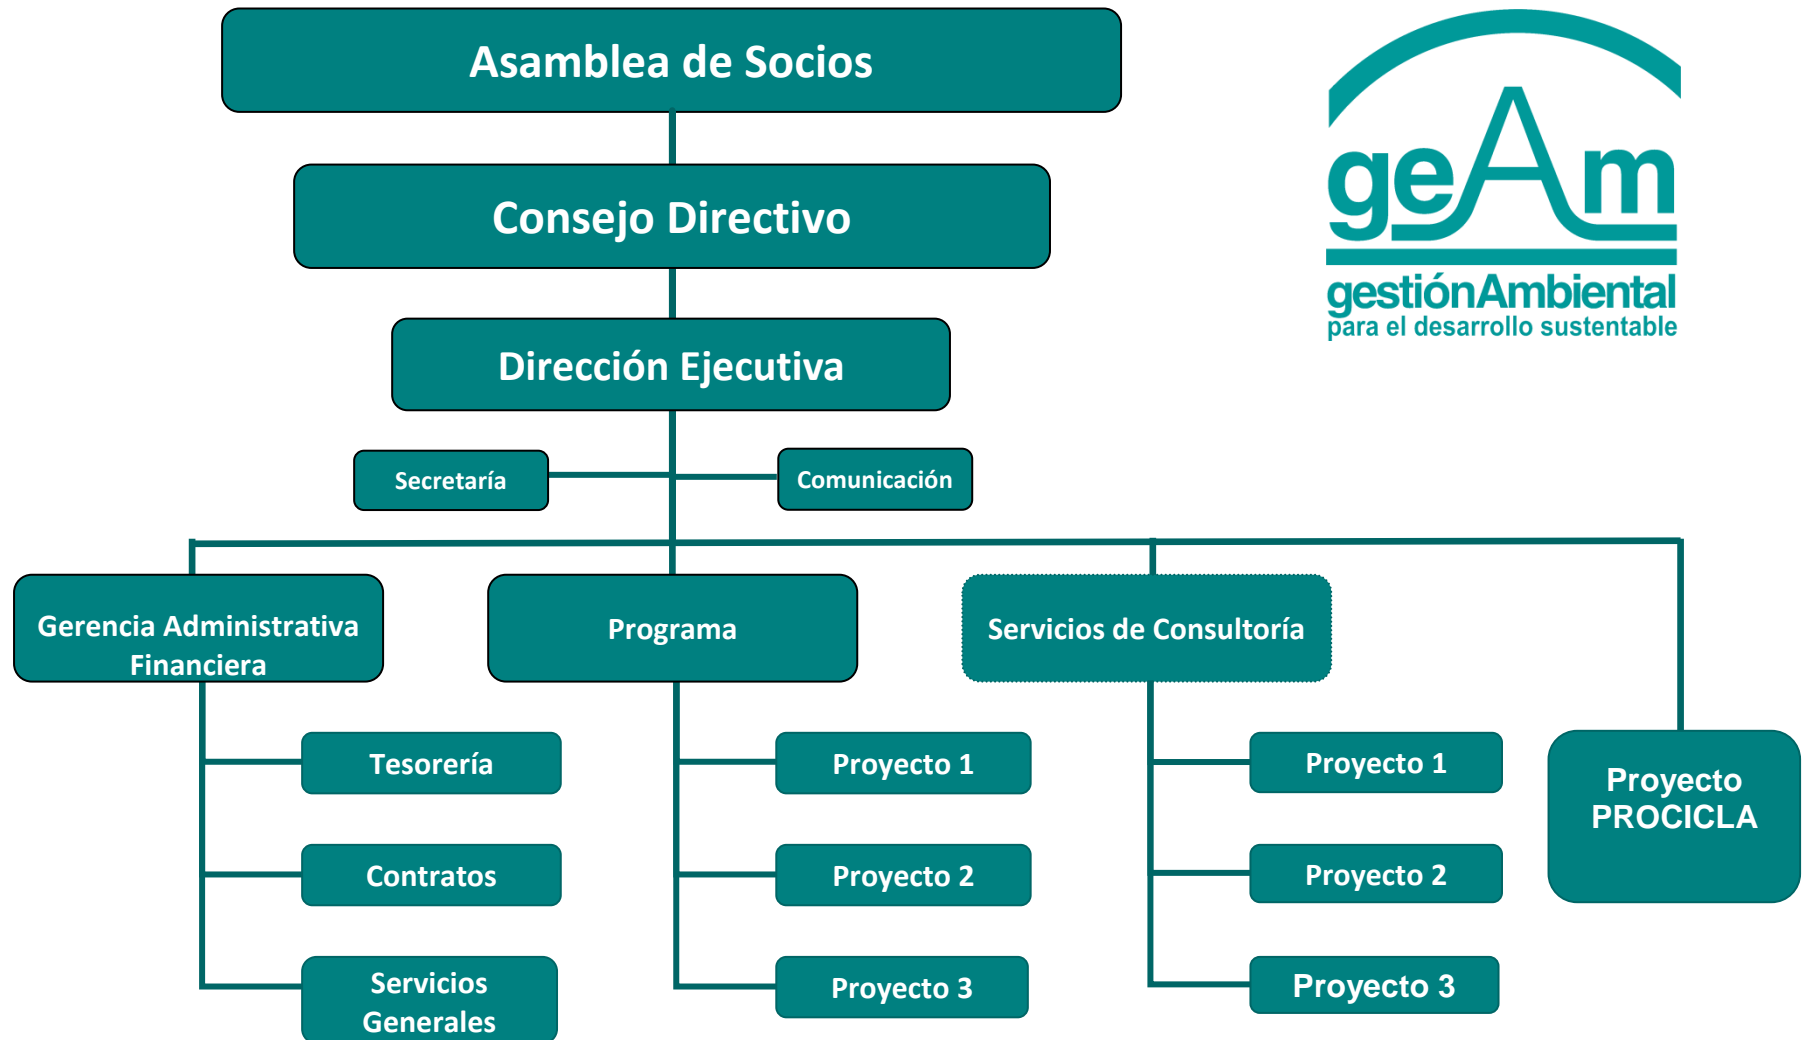 Asamblea de Socios
geAm
gestiónAmbiental
para el desarrollo sustentable
Consejo Directivo
Dirección Ejecutiva
Secretaría
Comunicación
Gerencia Administrativa
Financiera
Programa
Servicios de Consultoría
Tesorería
Contratos
Servicios
Generales
Proyecto 1
Proyecto 2
Proyecto 3
Proyecto 1
Proyecto 2
Proyecto 3
Proyecto
PROCICLA